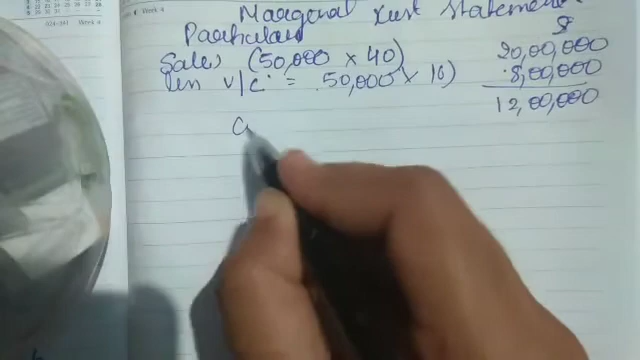 Marginal Cost Statement
Particulars ₹
Sales (50,000 x 40) 20,00,000
Less v/c = 50,000 x 16) 8,00,000
12,00,000
C